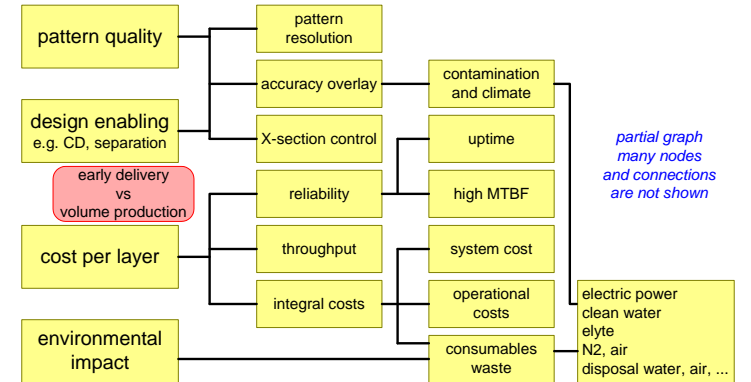 pattern quality
design enabling
e.g. CD, separation
early delivery
vs
volume production
cost per layer
environmental
impact
pattern
resolution
accuracy overlay
X-section control
reliability
throughput
integral costs
contamination
and climate
uptime
high MTBF
system cost
operational
costs
consumables
waste
partial graph
many nodes
and connections
are not shown
electric power
clean water
elyte
N2, air
disposal water, air, ...